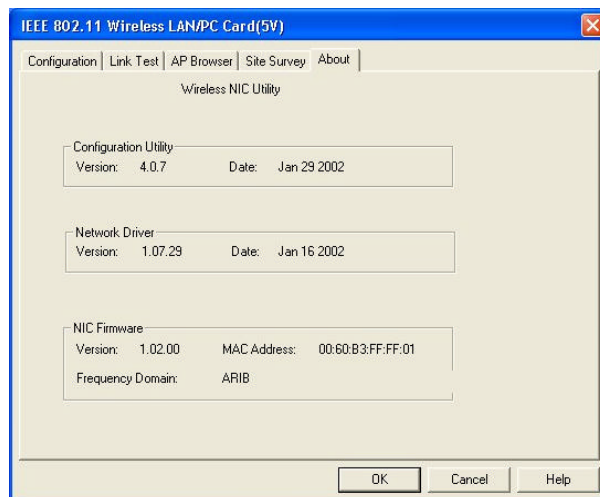 IEEE 802.11 Wireless LAN/PC Card(5V)
Configuration Link Test AP Browser Site Survey About
Wireless NIC Utility
Configuration Utility
Version: 4.0.7 Date: Jan 29 2002
Network Driver
Version: 1.07.29 Date: Jan 16 2002
NIC Firmware
Version: 1.02.00 MAC Address: 00:60:B3:FF:FF:01
Frequency Domain: ARIB
OK Cancel Help